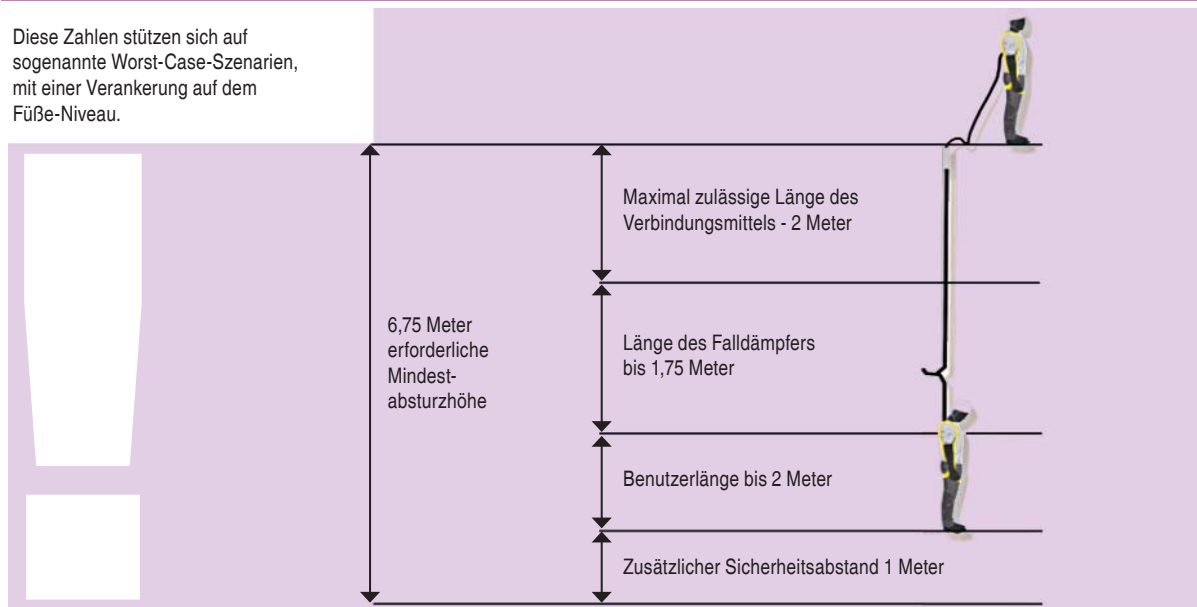 Diese Zahlen stützen sich auf
sogenannte Worst-Case-Szenarien,
mit einer Verankerung auf dem
Füße-Niveau.
Maximal zulässige Länge des
Verbindungsmittels - 2 Meter
6,75 Meter
erforderliche
Mindest-
absturzhöhe
Länge des Falldämpfers
bis 1,75 Meter
Benutzerlänge bis 2 Meter
Zusätzlicher Sicherheitsabstand 1 Meter